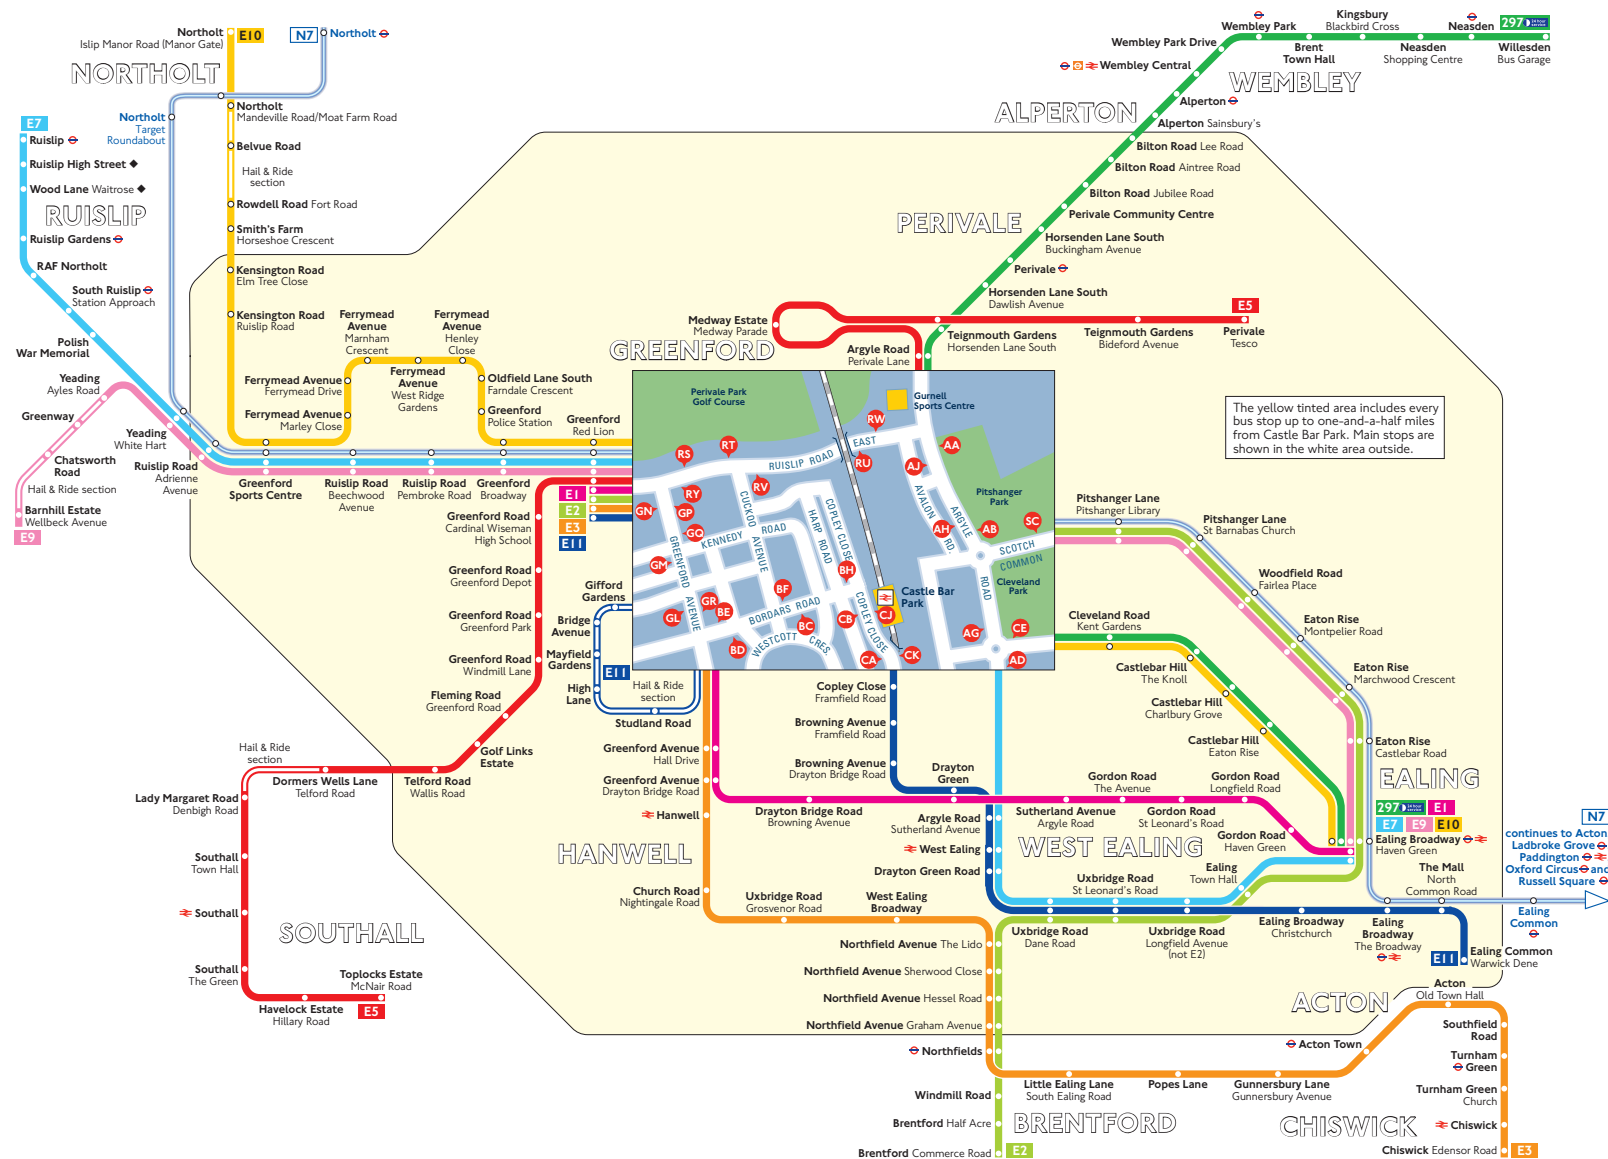 Northolt
Islip Manor Road (Manor Gate)
E10
N7
Northolt
NORTHOLT
Northolt
Mandeville Road/Moat Farm Road
Northolt
Target
Roundabout
Belvue Road
Hail & Ride
section
Rowdell Road Fort Road
Smith's Farm
Horseshoe Crescent
Kensington Road
Elm Tree Close
Kensington Road
Ruislip Road
E7
Ruislip
Ruislip High Street
Wood Lane Waitrose
RUISLIP
Ruislip Gardens
RAF Northolt
South Ruislip
Station Approach
Polish
War Memorial
Yeading
Ayles Road
Greenway
Yeading
White Hart
Chatsworth
Road
Hail & Ride section
Ruislip Road
Adrienne
Avenue
Barnhill Estate
Wellbeck Avenue
E9
Ferrymead
Avenue
Marnham
Crescent
Ferrymead
Avenue
Henley
Close
Ferrymead Avenue
Ferrymead Drive
Ferrymead
Avenue
West Ridge
Gardens
Ferrymead Avenue
Marley Close
Oldfield Lane South
Farndale Crescent
Greenford
Police Station
Greenford
Red Lion
Greenford
Sports Centre
Ruislip Road
Beechwood
Avenue
Ruislip Road
Pembroke Road
Greenford
Broadway
E1
E2
E3
E11
Greenford Road
Cardinal Wiseman
High School
Greenford Road
Greenford Depot
Greenford Road
Greenford Park
Greenford Road
Windmill Lane
Fleming Road
Greenford Road
Golf Links
Estate
Gifford
Gardens
Bridge
Avenue
Mayfield
Gardens
High
Lane
E11
Hail & Ride
section
Studland Road
Hail & Ride
section
Dormers Wells Lane
Telford Road
Telford Road
Wallis Road
Lady Margaret Road
Denbigh Road
Southall
Town Hall
Southall
SOUTHALL
Southall
The Green
Toplocks Estate
McNair Road
Havelock Estate
Hillary Road
E5
Wembley Park
Kingsbury
Blackbird Cross
Neasden
297 24 hour service
Wembley Park Drive
Brent
Town Hall
Neasden
Shopping Centre
Willesden
Bus Garage
Wembley Central
WEMBLEY
ALPERTON
Alperton
Alperton Sainsbury's
Bilton Road Lee Road
Bilton Road Aintree Road
Bilton Road Jubilee Road
PERIVALE
Perivale Community Centre
Horsenden Lane South
Buckingham Avenue
Perivale
Horsenden Lane South
Dawlish Avenue
Medway Estate
Medway Parade
GREENFORD
Argyle Road
Perivale Lane
Teignmouth Gardens
Horsenden Lane South
Teignmouth Gardens
Bideford Avenue
E5
Perivale
Tesco
The yellow tinted area includes every
bus stop up to one-and-a-half miles
from Castle Bar Park. Main stops are
shown in the white area outside.
Perivale Park
Golf Course
Gurnell
Sports Centre
RW
RT
RS
EAST
RUISLIP ROAD
RU
AA
AJ
RY
RV
GN
GP
GO
CUCKOO AVENUE
KENNEDY ROAD
HARP ROAD
COPLEY CLOSE
AVALON RD.
ARGYLE ROAD
Pitshanger
Park
AH
AB
SC
SCOTCH COMMON
Cleveland
Park
GM
GREENFORD AVENUE
BH
BF
GR
BE
GL
BORDARS ROAD
BC
CB
CJ
Castle Bar
Park
WESTCOTT CRES.
COPLEY CLOSE
BD
CA
CK
AG
CE
AD
Pitshanger Lane
Pitshanger Library
Pitshanger Lane
St Barnabas Church
Woodfield Road
Fairlea Place
Eaton Rise
Montpelier Road
Eaton Rise
Marchwood Crescent
Eaton Rise
Castlebar Road
Cleveland Road
Kent Gardens
Castlebar Hill
The Knoll
Castlebar Hill
Charlbury Grove
Castlebar Hill
Eaton Rise
EALING
297 24 hour service
E1
E7
E9
E10
Ealing Broadway
Haven Green
Copley Close
Framfield Road
Browning Avenue
Framfield Road
Browning Avenue
Drayton Bridge Road
Drayton
Green
Greenford Avenue
Hall Drive
Greenford Avenue
Drayton Bridge Road
Hanwell
HANWELL
Drayton Bridge Road
Browning Avenue
Argyle Road
Sutherland Avenue
West Ealing
Drayton Green Road
Sutherland Avenue
Argyle Road
Gordon Road
The Avenue
Gordon Road
St Leonard's Road
Gordon Road
Longfield Road
Gordon Road
Haven Green
WEST EALING
Ealing
Town Hall
Uxbridge Road
St Leonard's Road
Church Road
Nightingale Road
Uxbridge Road
Grosvenor Road
West Ealing
Broadway
Uxbridge Road
Dane Road
Uxbridge Road
Longfield Avenue
(not E2)
Ealing Broadway
Christchurch
Ealing
Broadway
The Broadway
The Mall
North
Common Road
N7
continues to Acton,
Ladbroke Grove
Paddington
Oxford Circus and
Russell Square
Ealing
Common
E11
Ealing Common
Warwick Dene
Northfield Avenue The Lido
Northfield Avenue Sherwood Close
Northfield Avenue Hessel Road
Northfield Avenue Graham Avenue
Northfields
Windmill Road
Brentford Half Acre
Brentford Commerce Road
E2
BRENTFORD
Little Ealing Lane
South Ealing Road
Popes Lane
Gunnersbury Lane
Gunnersbury Avenue
Acton Town
ACTON
Acton
Old Town Hall
Southfield
Road
Turnham
Green
Turnham Green
Church
CHISWICK
Chiswick
Chiswick Edensor Road
E3